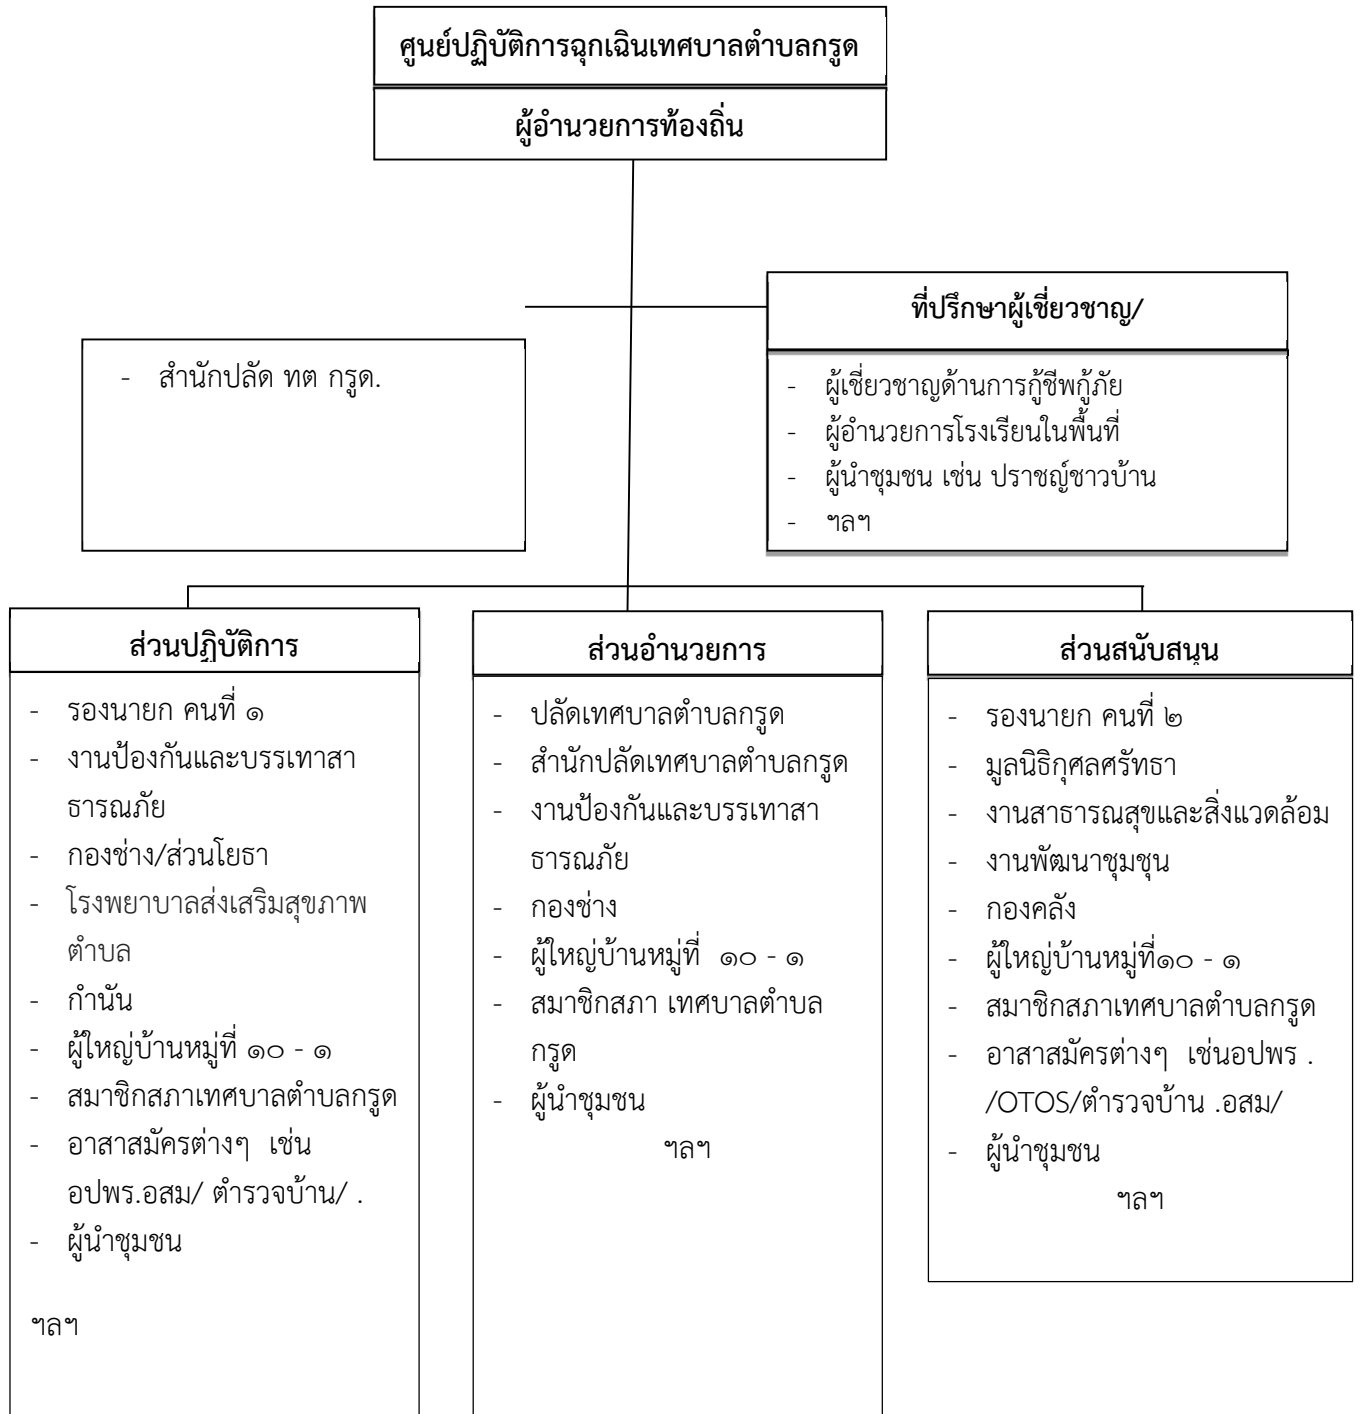 ศูนย์ปฏิบัติการฉุกเฉินเทศบาลตำบลกรูด
ผู้อำนวยการท้องถิ่น
ที่ปรึกษาผู้เชี่ยวชาญ/
- ผู้เชี่ยวชาญด้านการกู้ชีพกู้ภัย
- ผู้อำนวยการโรงเรียนในพื้นที่
- ผู้นำชุมชน เช่น ปราชญ์ชาวบ้าน
- ฯลฯ
- สำนักปลัด ทต กรูด.
ส่วนปฏิบัติการ
- รองนายก คนที่ ๑
- งานป้องกันและบรรเทาสา
ธารณภัย
- กองช่าง/ส่วนโยธา
- โรงพยาบาลส่งเสริมสุขภาพ
ตำบล
- กำนัน
- ผู้ใหญ่บ้านหมู่ที่ ๑๐ - ๑
- สมาชิกสภาเทศบาลตำบลกรูด
- อาสาสมัครต่างๆ เช่น
อปพร.อสม/ ตำรวจบ้าน/ .
- ผู้นำชุมชน
ฯลฯ
ส่วนอำนวยการ
- ปลัดเทศบาลตำบลกรูด
- สำนักปลัดเทศบาลตำบลกรูด
- งานป้องกันและบรรเทาสา
ธารณภัย
- กองช่าง
- ผู้ใหญ่บ้านหมู่ที่ ๑๐ - ๑
- สมาชิกสภา เทศบาลตำบล
กรูด
- ผู้นำชุมชน
ฯลฯ
ส่วนสนับสนุน
- รองนายก คนที่ ๒
- มูลนิธิกุศลศรัทธา
- งานสาธารณสุขและสิ่งแวดล้อม
- งานพัฒนาชุมชุน
- กองคลัง
- ผู้ใหญ่บ้านหมู่ที่๑๐ - ๑
- สมาชิกสภาเทศบาลตำบลกรูด
- อาสาสมัครต่างๆ เช่นอปพร .
/OTOS/ตำรวจบ้าน .อสม/
- ผู้นำชุมชน
ฯลฯ